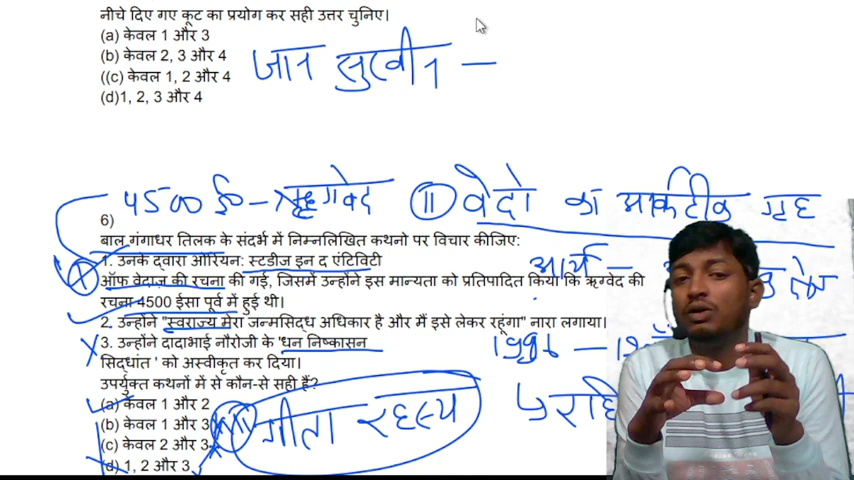 नीचे दिए गए कूट का प्रयोग कर सही उत्तर चुनिए।
(a) केवल 1 और 3
(b) केवल 2, 3 और 4
((c) केवल 1, 2 और 4
(d)1, 2, 3 और 4
जान सुरवीन —
4500 ई० – ऋग्वेद II वेदो का आर्कटीक गृह
6)
बाल गंगाधर तिलक के संदर्भ में निम्नलिखित कथनो पर विचार कीजिए:
1. उनके द्वारा ओरियन: स्टडीज इन द एंटिविटी
ऑफ वेदाज की रचना की गई, जिसमें उन्होंने इस मान्यता को प्रतिपादित किया कि ऋग्वेद की
रचना 4500 ईसा पूर्व में हुई थी।
आर्य –
2. उन्होंने "स्वराज्य मेरा जन्मसिद्ध अधिकार है और मैं इसे लेकर रहूंगा" नारा लगाया।
3. उन्होंने दादाभाई नौरोजी के 'धन निष्कासन
सिद्धांत ' को अस्वीकृत कर दिया।
उपर्युक्त कथनों में से कौन-से सही हैं?
(a) केवल 1 और 2
(b) केवल 1 और 3
(c) केवल 2 और 3
(d) 1, 2 और 3
गीता रहस्य